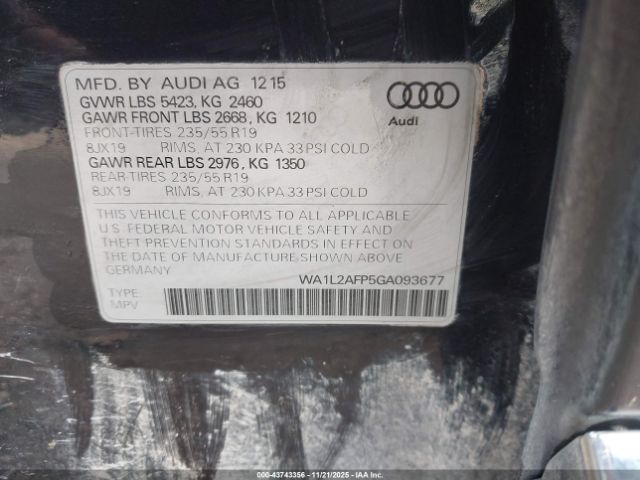 MFD. BY AUDI AG 12 15
GVWR LBS 5423, KG 2460
GAWR FRONT LBS 2668, KG 1210
FRONT-TIRES 235/55 R19
8JX19 RIMS, AT 230 KPA 33 PSI COLD
GAWR REAR LBS 2976, KG 1350
REAR-TIRES 235/55 R19
8JX19 RIMS, AT 230 KPA 33 PSI COLD
Audi
THIS VEHICLE CONFORMS TO ALL APPLICABLE
U.S. FEDERAL MOTOR VEHICLE SAFETY AND
THEFT PREVENTION STANDARDS IN EFFECT ON
THE DATE OF MANUFACTURE SHOWN ABOVE
GERMANY
WA1L2AFP5GA093677
TYPE:
MPV
000-43743356 - 11/21/2025 - IAAI.COM